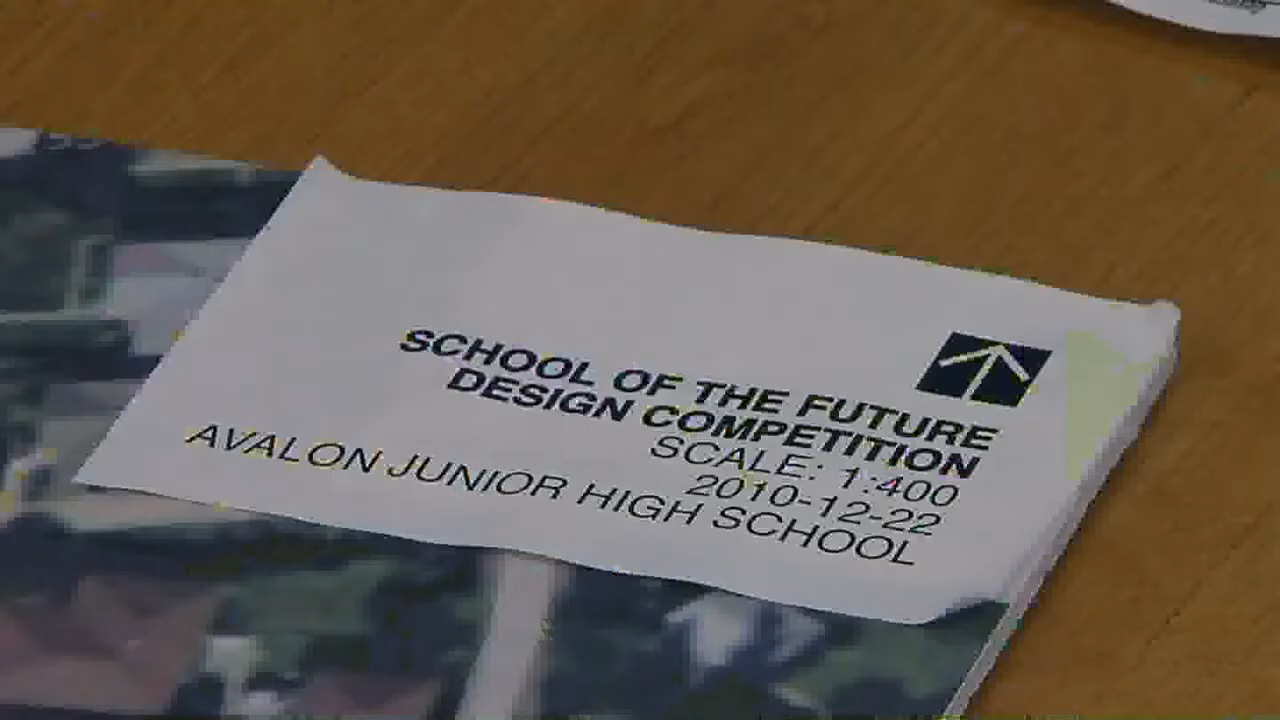 SCHOOL OF THE FUTURE
DESIGN COMPETITION
SCALE: 1:400
2010-12-22
AVALON JUNIOR HIGH SCHOOL